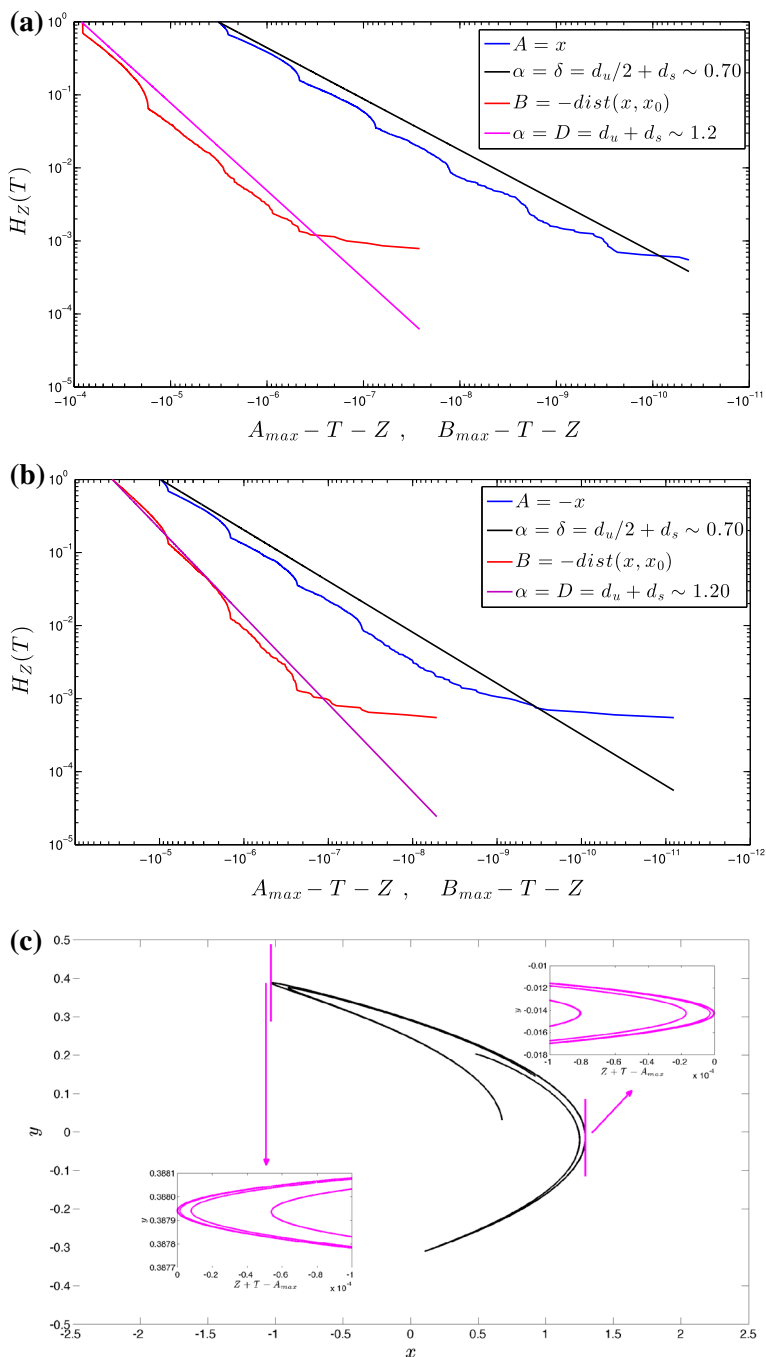 (a)
10^0
10^-1
10^-2
10^-3
10^-4
10^-5
H_Z(T)
A = x
α = δ = d_u/2 + d_s ∼ 0.70
B = −dist(x, x_0)
α = D = d_u + d_s ∼ 1.2
-10^-4 -10^-5 -10^-6 -10^-7 -10^-8 -10^-9 -10^-10 -10^-11
A_max − T − Z , B_max − T − Z
(b)
10^0
10^-1
10^-2
10^-3
10^-4
10^-5
H_Z(T)
A = −x
α = δ = d_u/2 + d_s ∼ 0.70
B = −dist(x, x_0)
α = D = d_u + d_s ∼ 1.20
-10^-5 -10^-6 -10^-7 -10^-8 -10^-9 -10^-10 -10^-11 -10^-12
A_max − T − Z , B_max − T − Z
(c)
0.5
0.4
0.3
0.2
0.1
0
-0.1
-0.2
-0.3
-0.4
-0.5
y
-0.01
-0.012
-0.014
-0.016
-0.018
y
-1 -0.8 -0.6 -0.4 -0.2 0
Z + T − A_max
0.3881
0.3880
0.3879
0.3878
0.3877
y
0 -0.2 -0.4 -0.6 -0.8 -1
Z + T − A_max
x 10^-4
-2.5 -2 -1.5 -1 -0.5 0 0.5 1 1.5 2 2.5
x